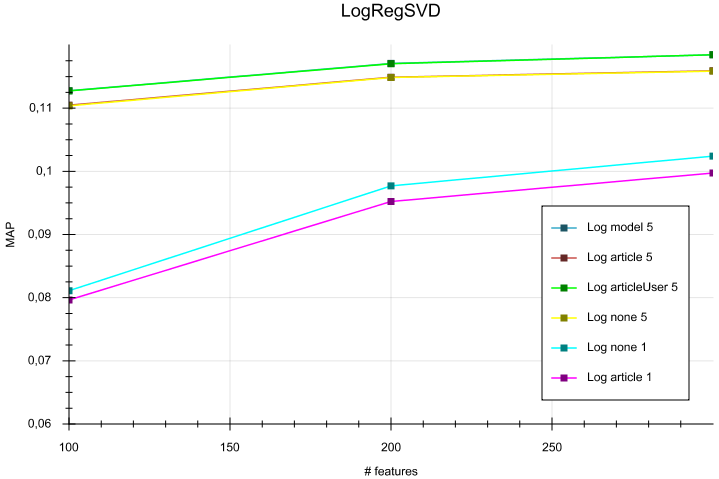 LogRegSVD
0,11
0,1
0,09
0,08
0,07
0,06
MAP
100
150
200
250
# features
Log model 5
Log article 5
Log articleUser 5
Log none 5
Log none 1
Log article 1